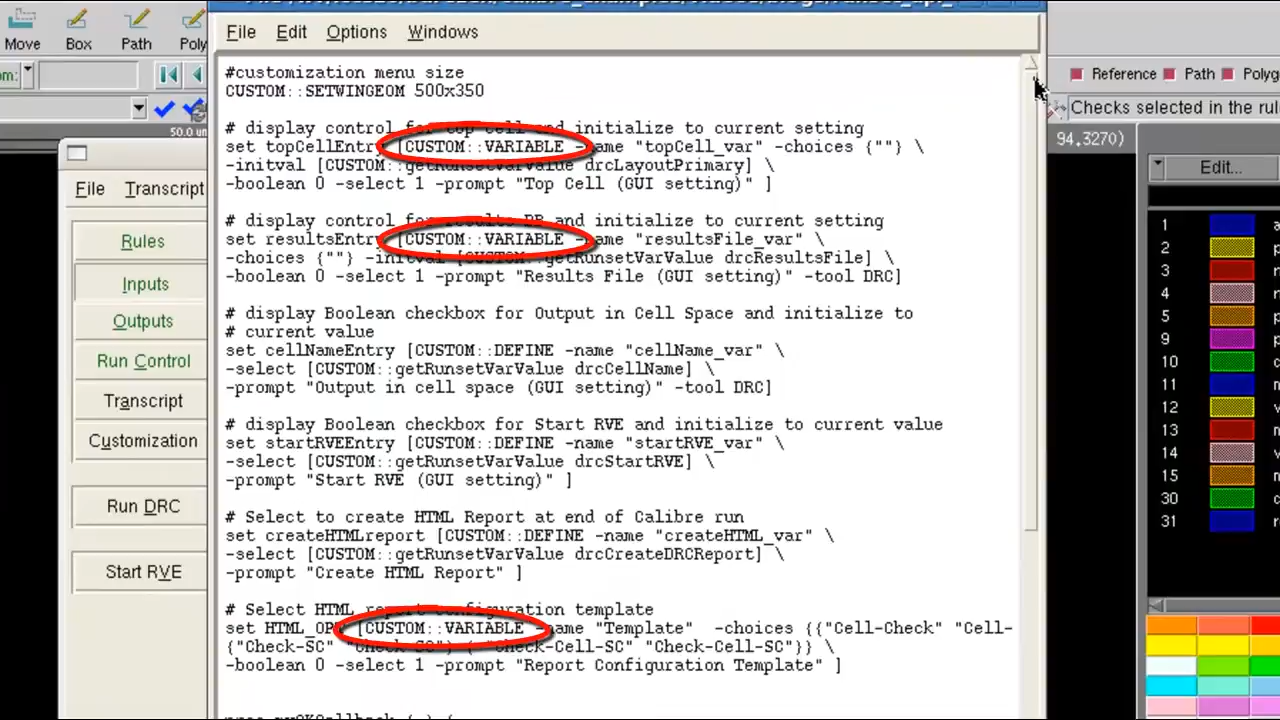 Move Box Path Poly
File Edit Options Windows
Reference Path Polyg
Checks selected in the rul
50.0 un
94.3270)
File Transcript
Rules
Inputs
Outputs
Run Control
Transcript
Customization
Run DRC
Start RVE
#customization menu size
CUSTOM::SETWINGEOM 500x350
# display control for top cell and initialize to current setting
set topCellEntry [CUSTOM::VARIABLE -name "topCell_var" -choices {""} \
-initval [CUSTOM::getRunsetVarValue drcLayoutPrimary] \
-boolean 0 -select 1 -prompt "Top Cell (GUI setting)" ]
# display control for results DB and initialize to current setting
set resultsEntry [CUSTOM::VARIABLE -name "resultsFile_var" \
-choices {""} -initval [CUSTOM::getRunsetVarValue drcResultsFile] \
-boolean 0 -select 1 -prompt "Results File (GUI setting)" -tool DRC]
# display Boolean checkbox for Output in Cell Space and initialize to
# current value
set cellNameEntry [CUSTOM::DEFINE -name "cellName_var" \
-select [CUSTOM::getRunsetVarValue drcCellName] \
-prompt "Output in cell space (GUI setting)" -tool DRC]
# display Boolean checkbox for Start RVE and initialize to current value
set startRVEEntry [CUSTOM::DEFINE -name "startRVE_var" \
-select [CUSTOM::getRunsetVarValue drcStartRVE] \
-prompt "Start RVE (GUI setting)" ]
# Select to create HTML Report at end of Calibre run
set createHTMLreport [CUSTOM::DEFINE -name "createHTML_var" \
-select [CUSTOM::getRunsetVarValue drcCreateDRCReport] \
-prompt "Create HTML Report" ]
# Select HTML report configuration template
set HTML_OP [CUSTOM::VARIABLE -name "Template" -choices {{"Cell-Check" "Cell-
{"Check-SC" "Check-SC"} { "Check-Cell-SC" "Check-Cell-SC"}} \
-boolean 0 -select 1 -prompt "Report Configuration Template" ]
Edit...
1
2
3
4
5
9
10
11
12
13
14
15
30
31